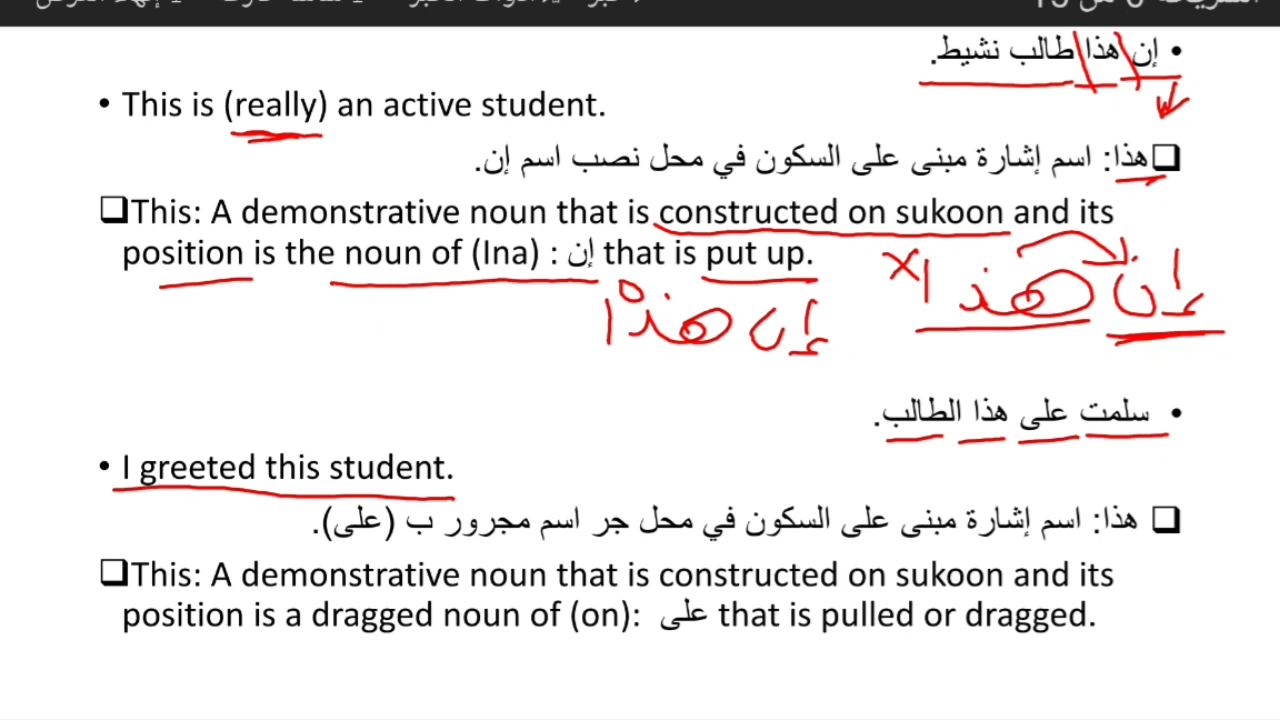 إن هذا طالب نشيط.
• This is (really) an active student.
هذا: اسم إشارة مبنى على السكون في محل نصب اسم إن.
This: A demonstrative noun that is constructed on sukoon and its
position is the noun of (Ina) : إن that is put up.
إن هذا x
إن هذا
• سلمت على هذا الطالب.
• I greeted this student.
هذا: اسم إشارة مبنى على السكون في محل جر اسم مجرور ب (على).
This: A demonstrative noun that is constructed on sukoon and its
position is a dragged noun of (on): على that is pulled or dragged.